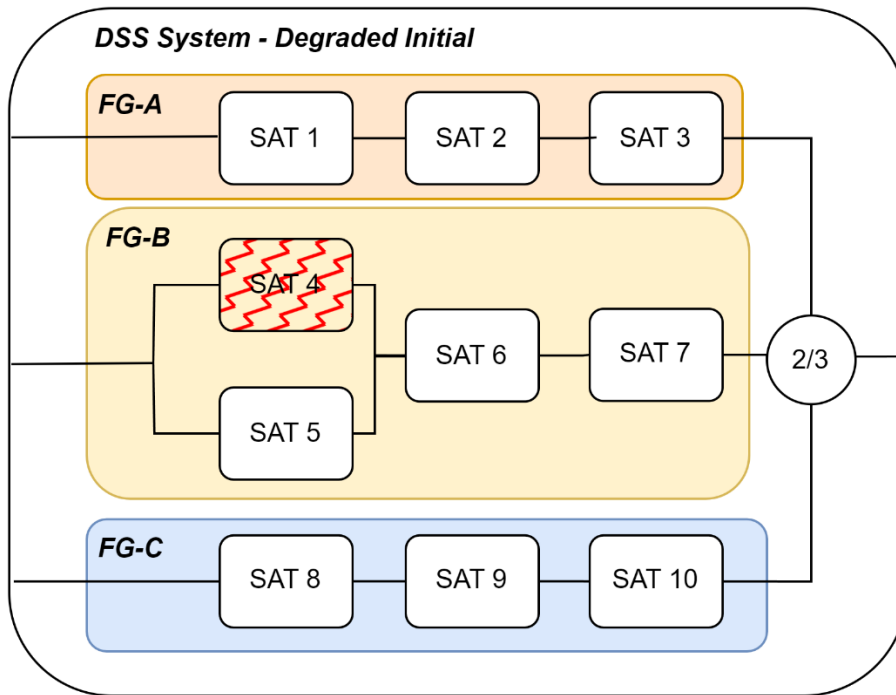 DSS System - Degraded Initial
FG-A
SAT 1
SAT 2
SAT 3
FG-B
SAT 4
SAT 5
SAT 6
SAT 7
2/3
FG-C
SAT 8
SAT 9
SAT 10